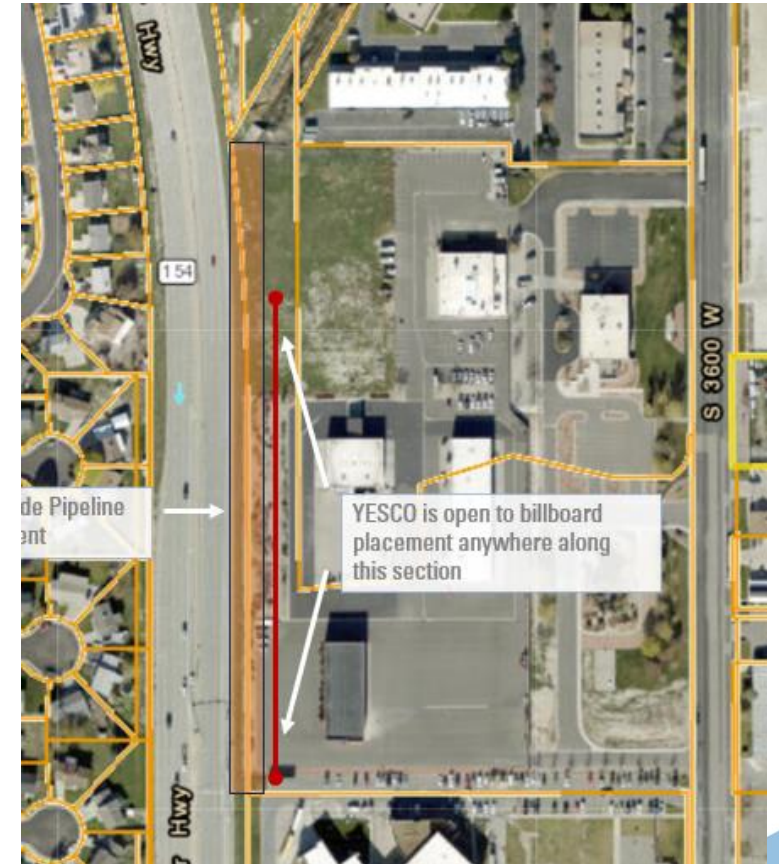 Hwy
154
S 3600 W
de Pipeline
ent
YESCO is open to billboard
placement anywhere along
this section
Hwy